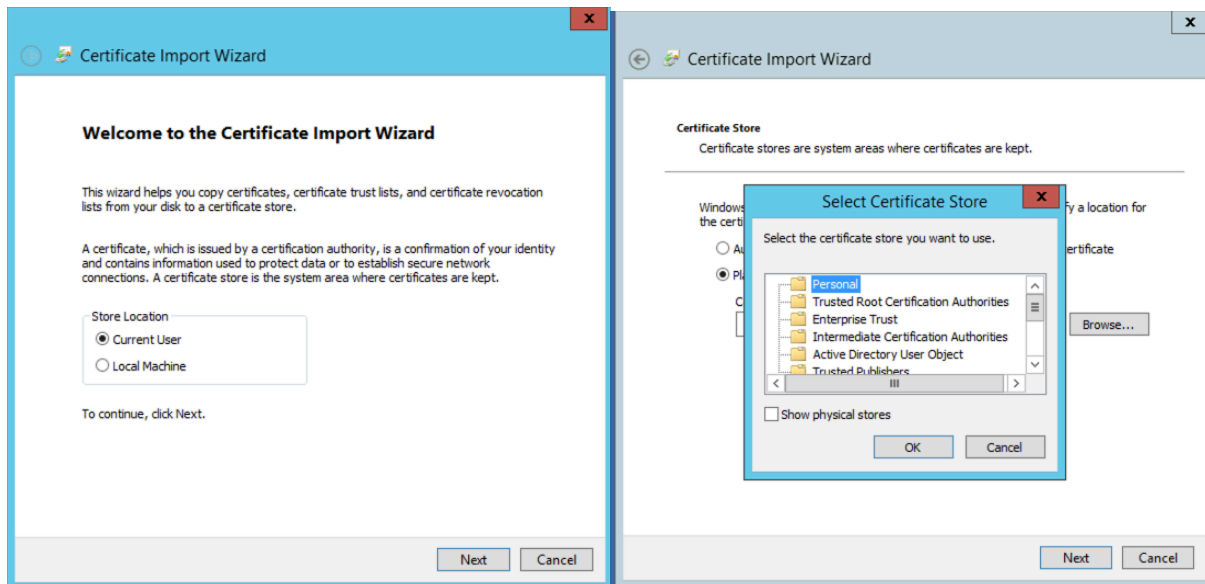 x
Certificate Import Wizard
Welcome to the Certificate Import Wizard
This wizard helps you copy certificates, certificate trust lists, and certificate revocation
lists from your disk to a certificate store.
A certificate, which is issued by a certification authority, is a confirmation of your identity
and contains information used to protect data or to establish secure network
connections. A certificate store is the system area where certificates are kept.
Store Location
Current User
Local Machine
To continue, click Next.
Next Cancel
x
Certificate Import Wizard
Certificate Store
Certificate stores are system areas where certificates are kept.
Windows
fy a location for
the certi
Au
ertificate
Pla
C
Browse...
Select Certificate Store
x
Select the certificate store you want to use.
Personal
Trusted Root Certification Authorities
Enterprise Trust
Intermediate Certification Authorities
Active Directory User Object
Trusted Publishers
Show physical stores
OK Cancel
Next Cancel